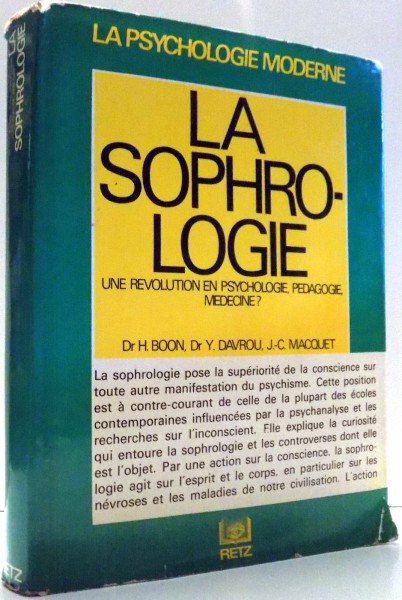 LA PSYCHOLOGIE MODERNE
LA
SOPHRO-
LOGIE
UNE REVOLUTION EN PSYCHOLOGIE, PEDAGOGIE,
MEDECINE?
Dr H. BOON, Dr Y. DAVROU, J.-C. MACQUET
La sophrologie pose la supériorité de la conscience sur
toute autre manifestation du psychisme. Cette position
est à contre-courant de celle de la plupart des écoles
contemporaines influencées par la psychanalyse et les
recherches sur l'inconscient. Elle explique la curiosité
qui entoure la sophrologie et les controverses dont elle
est l'objet. Par une action sur la conscience, la sophro-
logie agit sur l'esprit et le corps, en particulier sur les
névroses et les maladies de notre civilisation. L'action
RETZ
LA
SOPHROLOGIE
RETZ